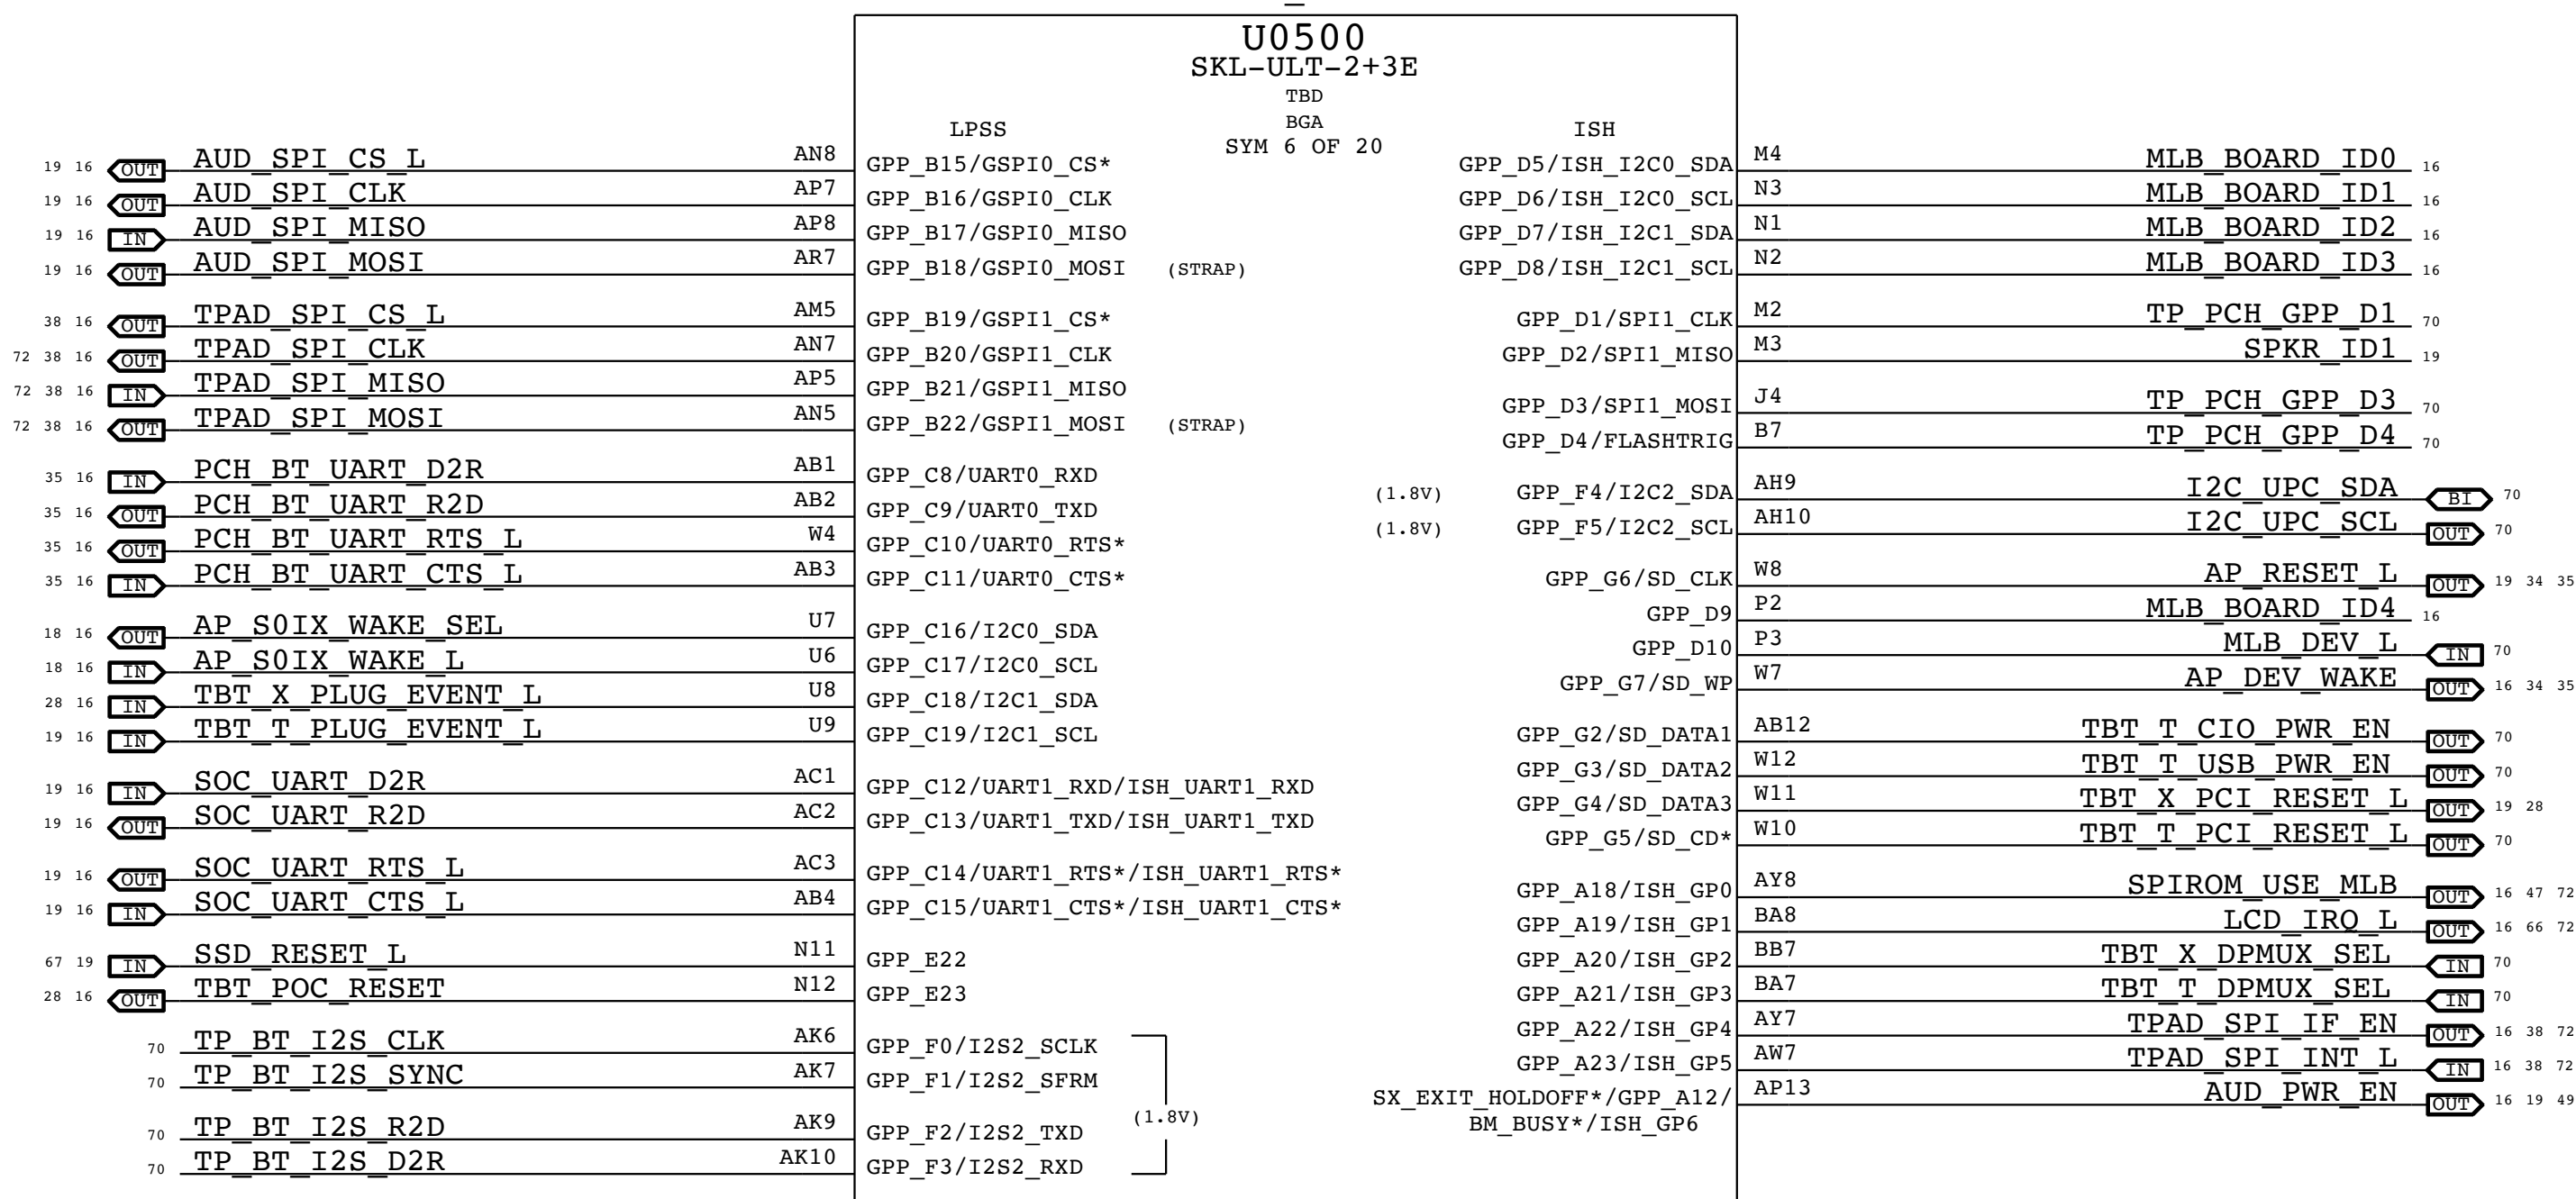 U0500
SKL-ULT-2+3E
TBD
BGA
SYM 6 OF 20
LPSS
ISH
19 16 OUT AUD_SPI_CS_L AN8 GPP_B15/GSPI0_CS*
19 16 OUT AUD_SPI_CLK AP7 GPP_B16/GSPI0_CLK
19 16 IN AUD_SPI_MISO AP8 GPP_B17/GSPI0_MISO
19 16 OUT AUD_SPI_MOSI AR7 GPP_B18/GSPI0_MOSI (STRAP)
38 16 OUT TPAD_SPI_CS_L AM5 GPP_B19/GSPI1_CS*
72 38 16 OUT TPAD_SPI_CLK AN7 GPP_B20/GSPI1_CLK
72 38 16 IN TPAD_SPI_MISO AP5 GPP_B21/GSPI1_MISO
72 38 16 OUT TPAD_SPI_MOSI AN5 GPP_B22/GSPI1_MOSI (STRAP)
35 16 IN PCH_BT_UART_D2R AB1 GPP_C8/UART0_RXD
35 16 OUT PCH_BT_UART_R2D AB2 GPP_C9/UART0_TXD
35 16 OUT PCH_BT_UART_RTS_L W4 GPP_C10/UART0_RTS*
35 16 IN PCH_BT_UART_CTS_L AB3 GPP_C11/UART0_CTS*
18 16 OUT AP_S0IX_WAKE_SEL U7 GPP_C16/I2C0_SDA
18 16 IN AP_S0IX_WAKE_L U6 GPP_C17/I2C0_SCL
28 16 IN TBT_X_PLUG_EVENT_L U8 GPP_C18/I2C1_SDA
19 16 IN TBT_T_PLUG_EVENT_L U9 GPP_C19/I2C1_SCL
19 16 IN SOC_UART_D2R AC1 GPP_C12/UART1_RXD/ISH_UART1_RXD
19 16 OUT SOC_UART_R2D AC2 GPP_C13/UART1_TXD/ISH_UART1_TXD
19 16 OUT SOC_UART_RTS_L AC3 GPP_C14/UART1_RTS*/ISH_UART1_RTS*
19 16 IN SOC_UART_CTS_L AB4 GPP_C15/UART1_CTS*/ISH_UART1_CTS*
67 19 IN SSD_RESET_L N11 GPP_E22
28 16 OUT TBT_POC_RESET N12 GPP_E23
70 TP_BT_I2S_CLK AK6 GPP_F0/I2S2_SCLK
70 TP_BT_I2S_SYNC AK7 GPP_F1/I2S2_SFRM
(1.8V)
70 TP_BT_I2S_R2D AK9 GPP_F2/I2S2_TXD
70 TP_BT_I2S_D2R AK10 GPP_F3/I2S2_RXD
GPP_D5/ISH_I2C0_SDA M4 MLB_BOARD_ID0 16
GPP_D6/ISH_I2C0_SCL N3 MLB_BOARD_ID1 16
GPP_D7/ISH_I2C1_SDA N1 MLB_BOARD_ID2 16
GPP_D8/ISH_I2C1_SCL N2 MLB_BOARD_ID3 16
GPP_D1/SPI1_CLK M2 TP_PCH_GPP_D1 70
GPP_D2/SPI1_MISO M3 SPKR_ID1 19
GPP_D3/SPI1_MOSI J4 TP_PCH_GPP_D3 70
GPP_D4/FLASHTRIG B7 TP_PCH_GPP_D4 70
(1.8V) GPP_F4/I2C2_SDA AH9 I2C_UPC_SDA BI 70
(1.8V) GPP_F5/I2C2_SCL AH10 I2C_UPC_SCL OUT 70
GPP_G6/SD_CLK W8 AP_RESET_L OUT 19 34 35
GPP_D9 P2 MLB_BOARD_ID4 16
GPP_D10 P3 MLB_DEV_L IN 70
GPP_G7/SD_WP W7 AP_DEV_WAKE OUT 16 34 35
GPP_G2/SD_DATA1 AB12 TBT_T_CIO_PWR_EN OUT 70
GPP_G3/SD_DATA2 W12 TBT_T_USB_PWR_EN OUT 70
GPP_G4/SD_DATA3 W11 TBT_X_PCI_RESET_L OUT 19 28
GPP_G5/SD_CD* W10 TBT_T_PCI_RESET_L OUT 70
GPP_A18/ISH_GP0 AY8 SPIROM_USE_MLB OUT 16 47 72
GPP_A19/ISH_GP1 BA8 LCD_IRQ_L OUT 16 66 72
GPP_A20/ISH_GP2 BB7 TBT_X_DPMUX_SEL IN 70
GPP_A21/ISH_GP3 BA7 TBT_T_DPMUX_SEL IN 70
GPP_A22/ISH_GP4 AY7 TPAD_SPI_IF_EN OUT 16 38 72
GPP_A23/ISH_GP5 AW7 TPAD_SPI_INT_L IN 16 38 72
SX_EXIT_HOLDOFF*/GPP_A12/ AP13 AUD_PWR_EN OUT 16 19 49
BM_BUSY*/ISH_GP6